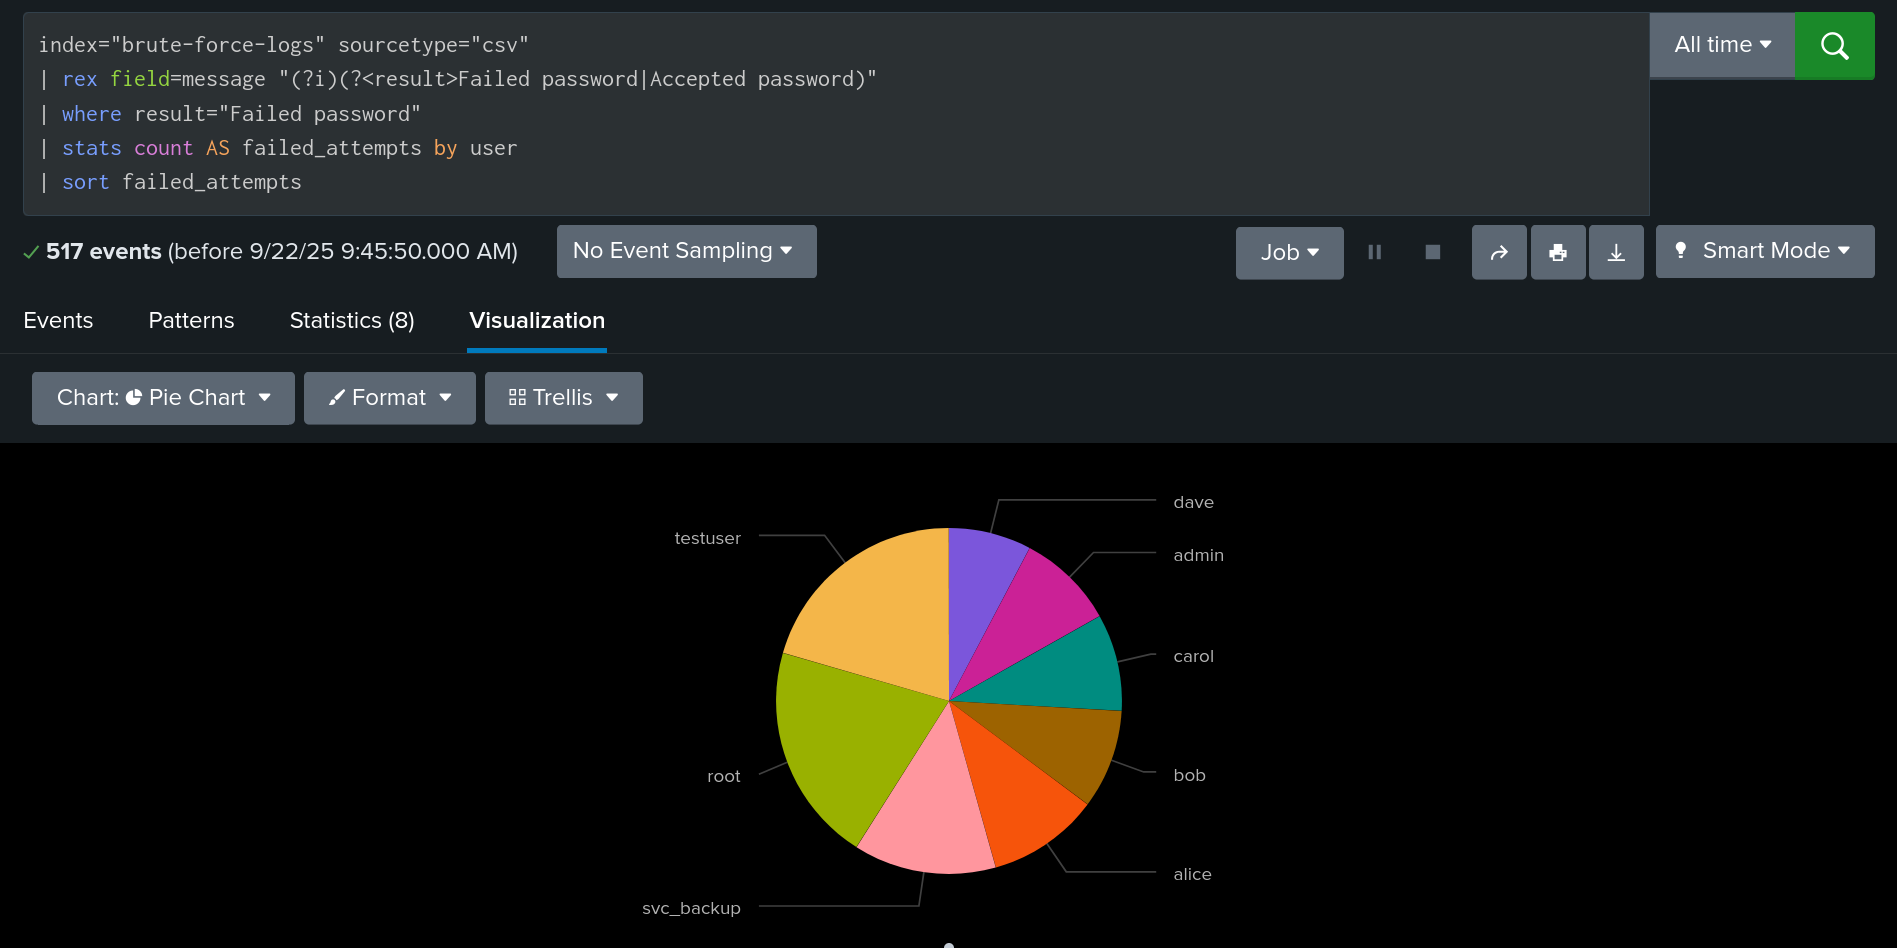 index="brute-force-logs" sourcetype="csv"
| rex field=message "(?i)(?<result>Failed password|Accepted password)"
| where result="Failed password"
| stats count AS failed_attempts by user
| sort failed_attempts
All time
517 events (before 9/22/25 9:45:50.000 AM)
No Event Sampling
Job
Smart Mode
Events
Patterns
Statistics (8)
Visualization
Chart: Pie Chart
Format
Trellis
dave
testuser
admin
carol
root
bob
alice
svc_backup